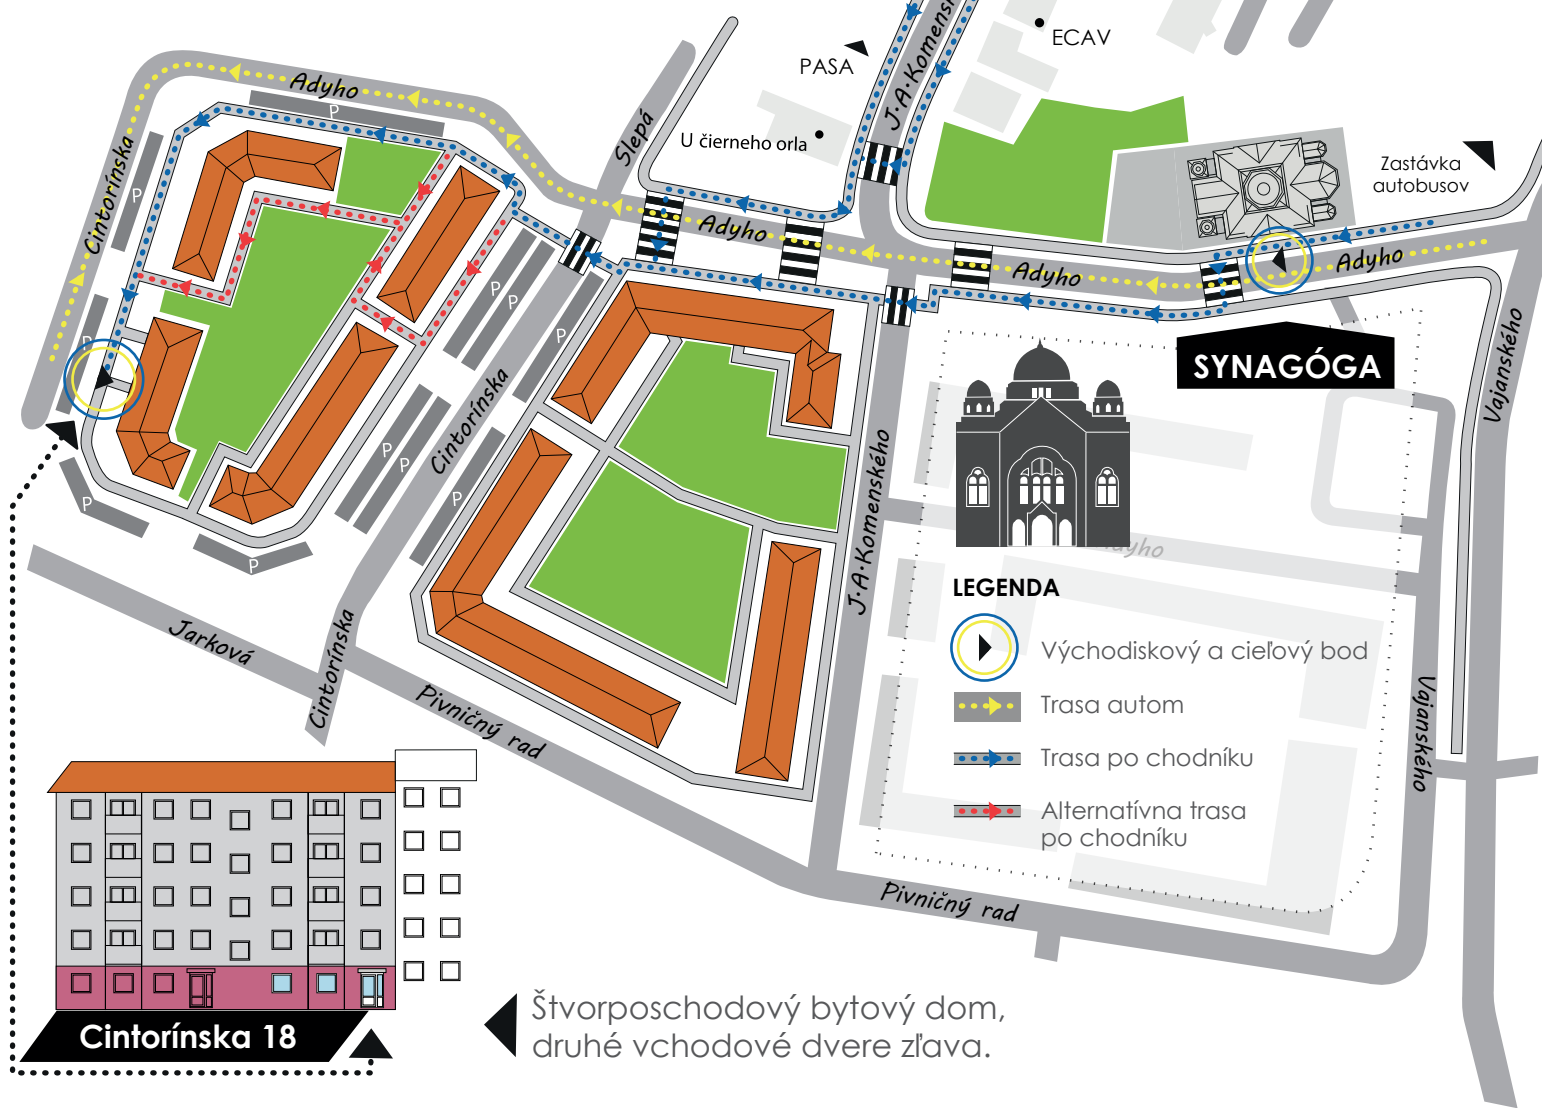 J.A.Komenského
ECAV
PASA
Adyho
P
Slepá
U čierneho orla
Zastávka
autobusov
Cintorínska
P
Adyho
Adyho
Adyho
P
P
P
P
P
SYNAGÓGA
Vajanského
Cintorínska
P
P
P
P
J.A.Komenského
Adyho
LEGENDA
Východiskový a cieľový bod
Trasa autom
Trasa po chodníku
Alternatívna trasa
po chodníku
Jarková
Cintorínska
Pivničný rad
Vajanského
Pivničný rad
Cintorínska 18
Štvorposchodový bytový dom,
druhé vchodové dvere zľava.